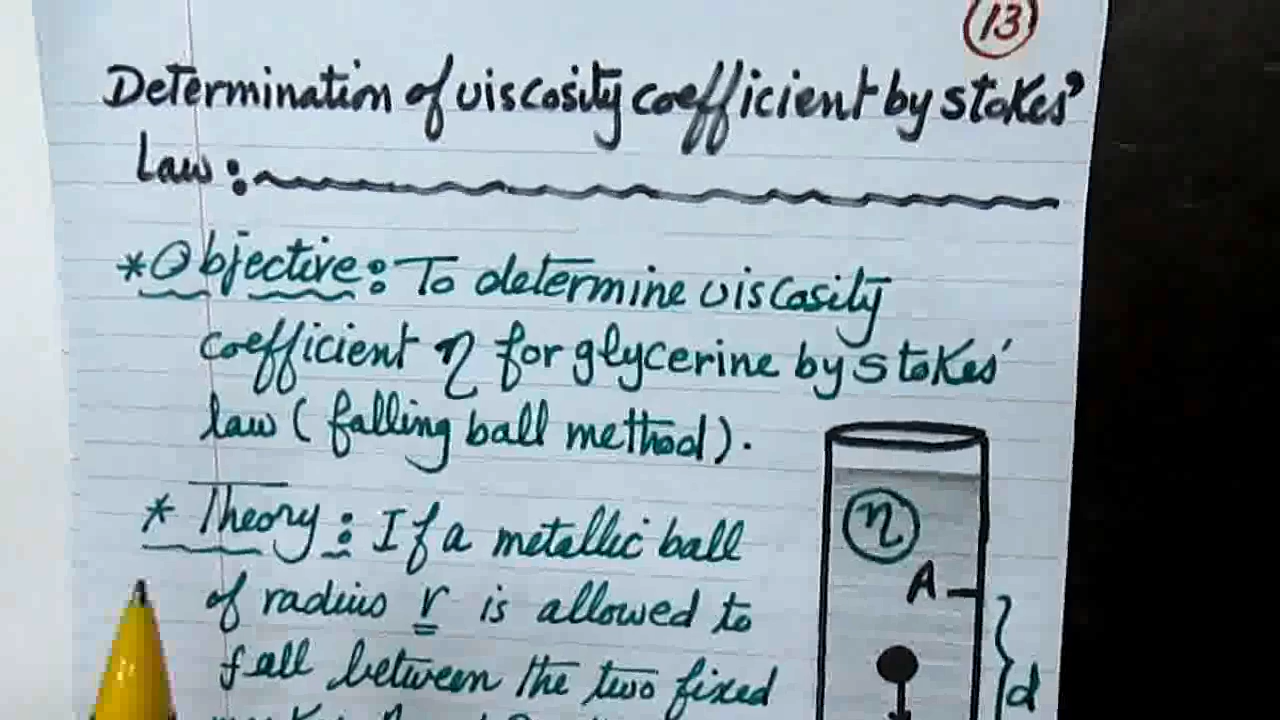 13
Determination of viscosity coefficient by stokes'
Law:
*Objective: To determine viscosity
coefficient η for glycerine by stokes'
law (falling ball method).
* Theory: If a metallic ball
of radius r is allowed to
fall between the two fixed
η
A
d